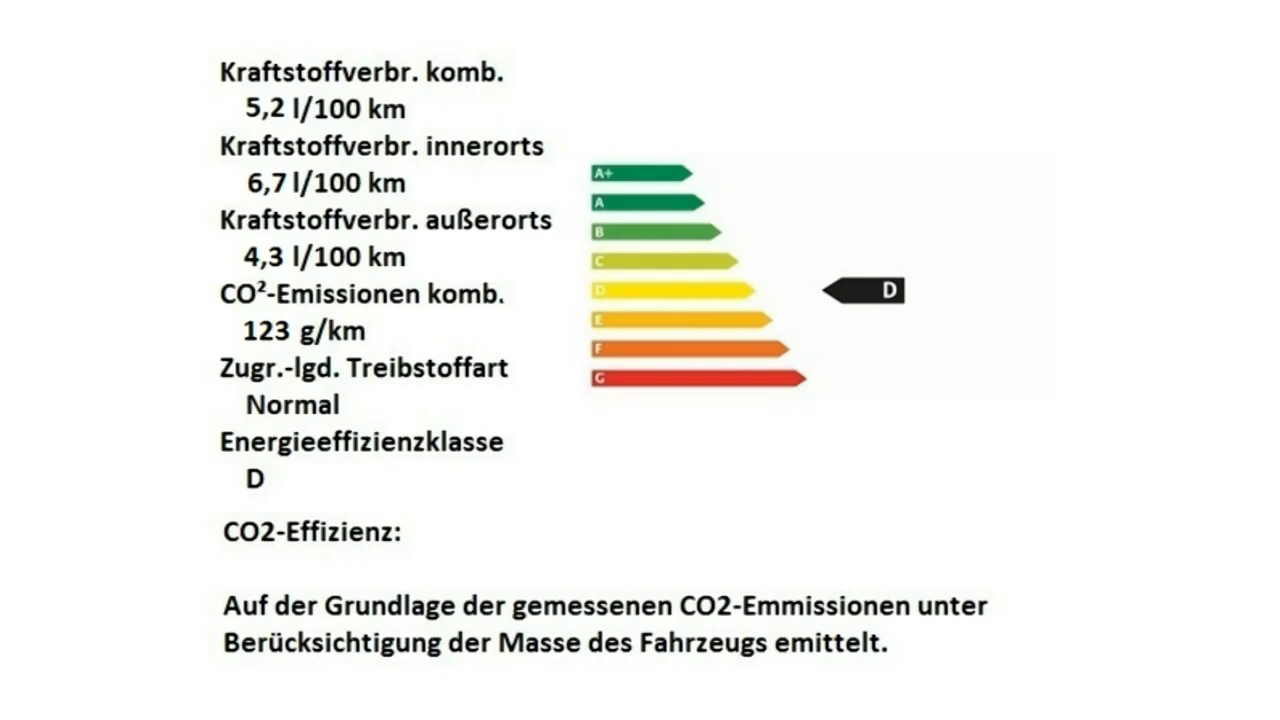 Kraftstoffverbr. komb.
5,2 l/100 km
Kraftstoffverbr. innerorts
6,7 l/100 km
Kraftstoffverbr. außerorts
4,3 l/100 km
CO²-Emissionen komb.
123 g/km
Zugr.-lgd. Treibstoffart
Normal
Energieeffizienzklasse
D
A+
A
B
C
D
E
F
G
D
CO2-Effizienz:
Auf der Grundlage der gemessenen CO2-Emmissionen unter
Berücksichtigung der Masse des Fahrzeugs emittelt.